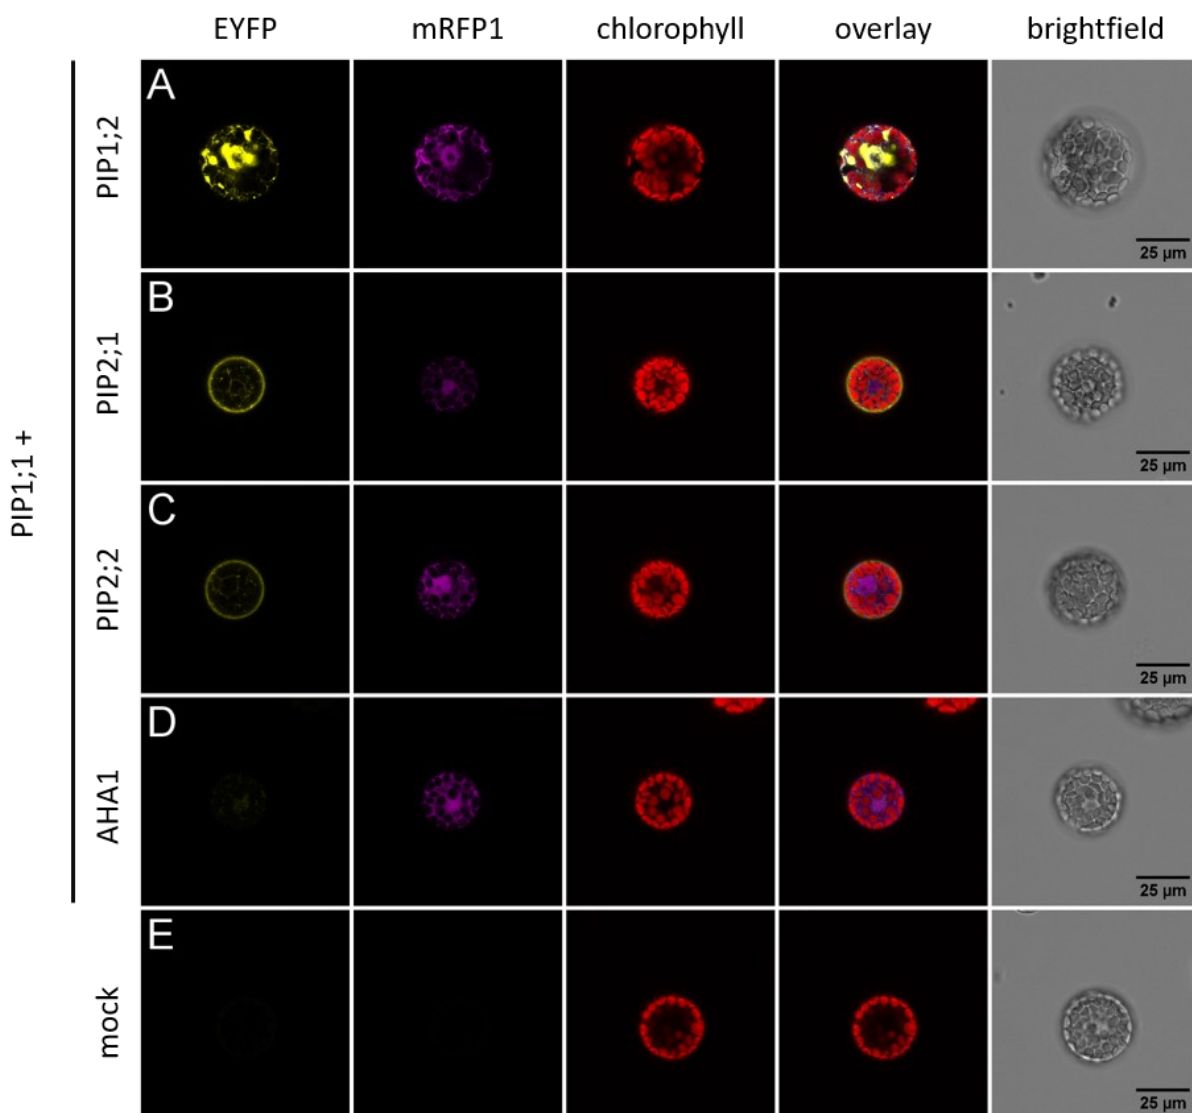 EYFP mRFP1 chlorophyll overlay brightfield
PIP1;1 +
PIP1;2
A
25 µm
PIP2;1
B
25 µm
PIP2;2
C
25 µm
AHA1
D
25 µm
mock
E
25 µm